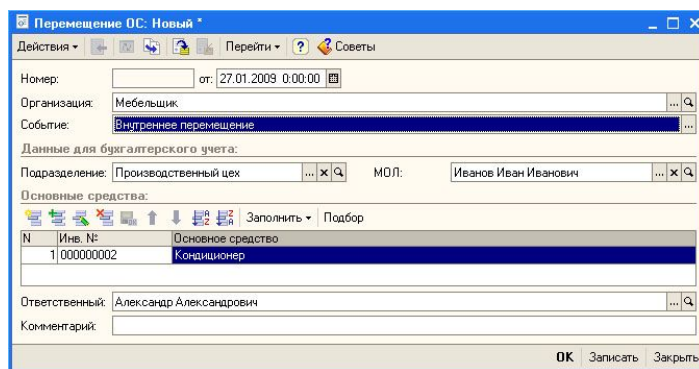 Перемещение ОС: Новый *
Действия Перейти ? Советы
Номер: от: 27.01.2009 0:00:00
Организация: Мебельщик ...
Событие: Внутреннее перемещение ...
Данные для бухгалтерского учета:
Подразделение: Производственный цех ... x МОЛ: Иванов Иван Иванович ... x
Основные средства:
Заполнить Подбор
N Инв. № Основное средство
1 000000002 Кондиционер
Ответственный: Александр Александрович ...
Комментарий:
OK Записать Закрыть